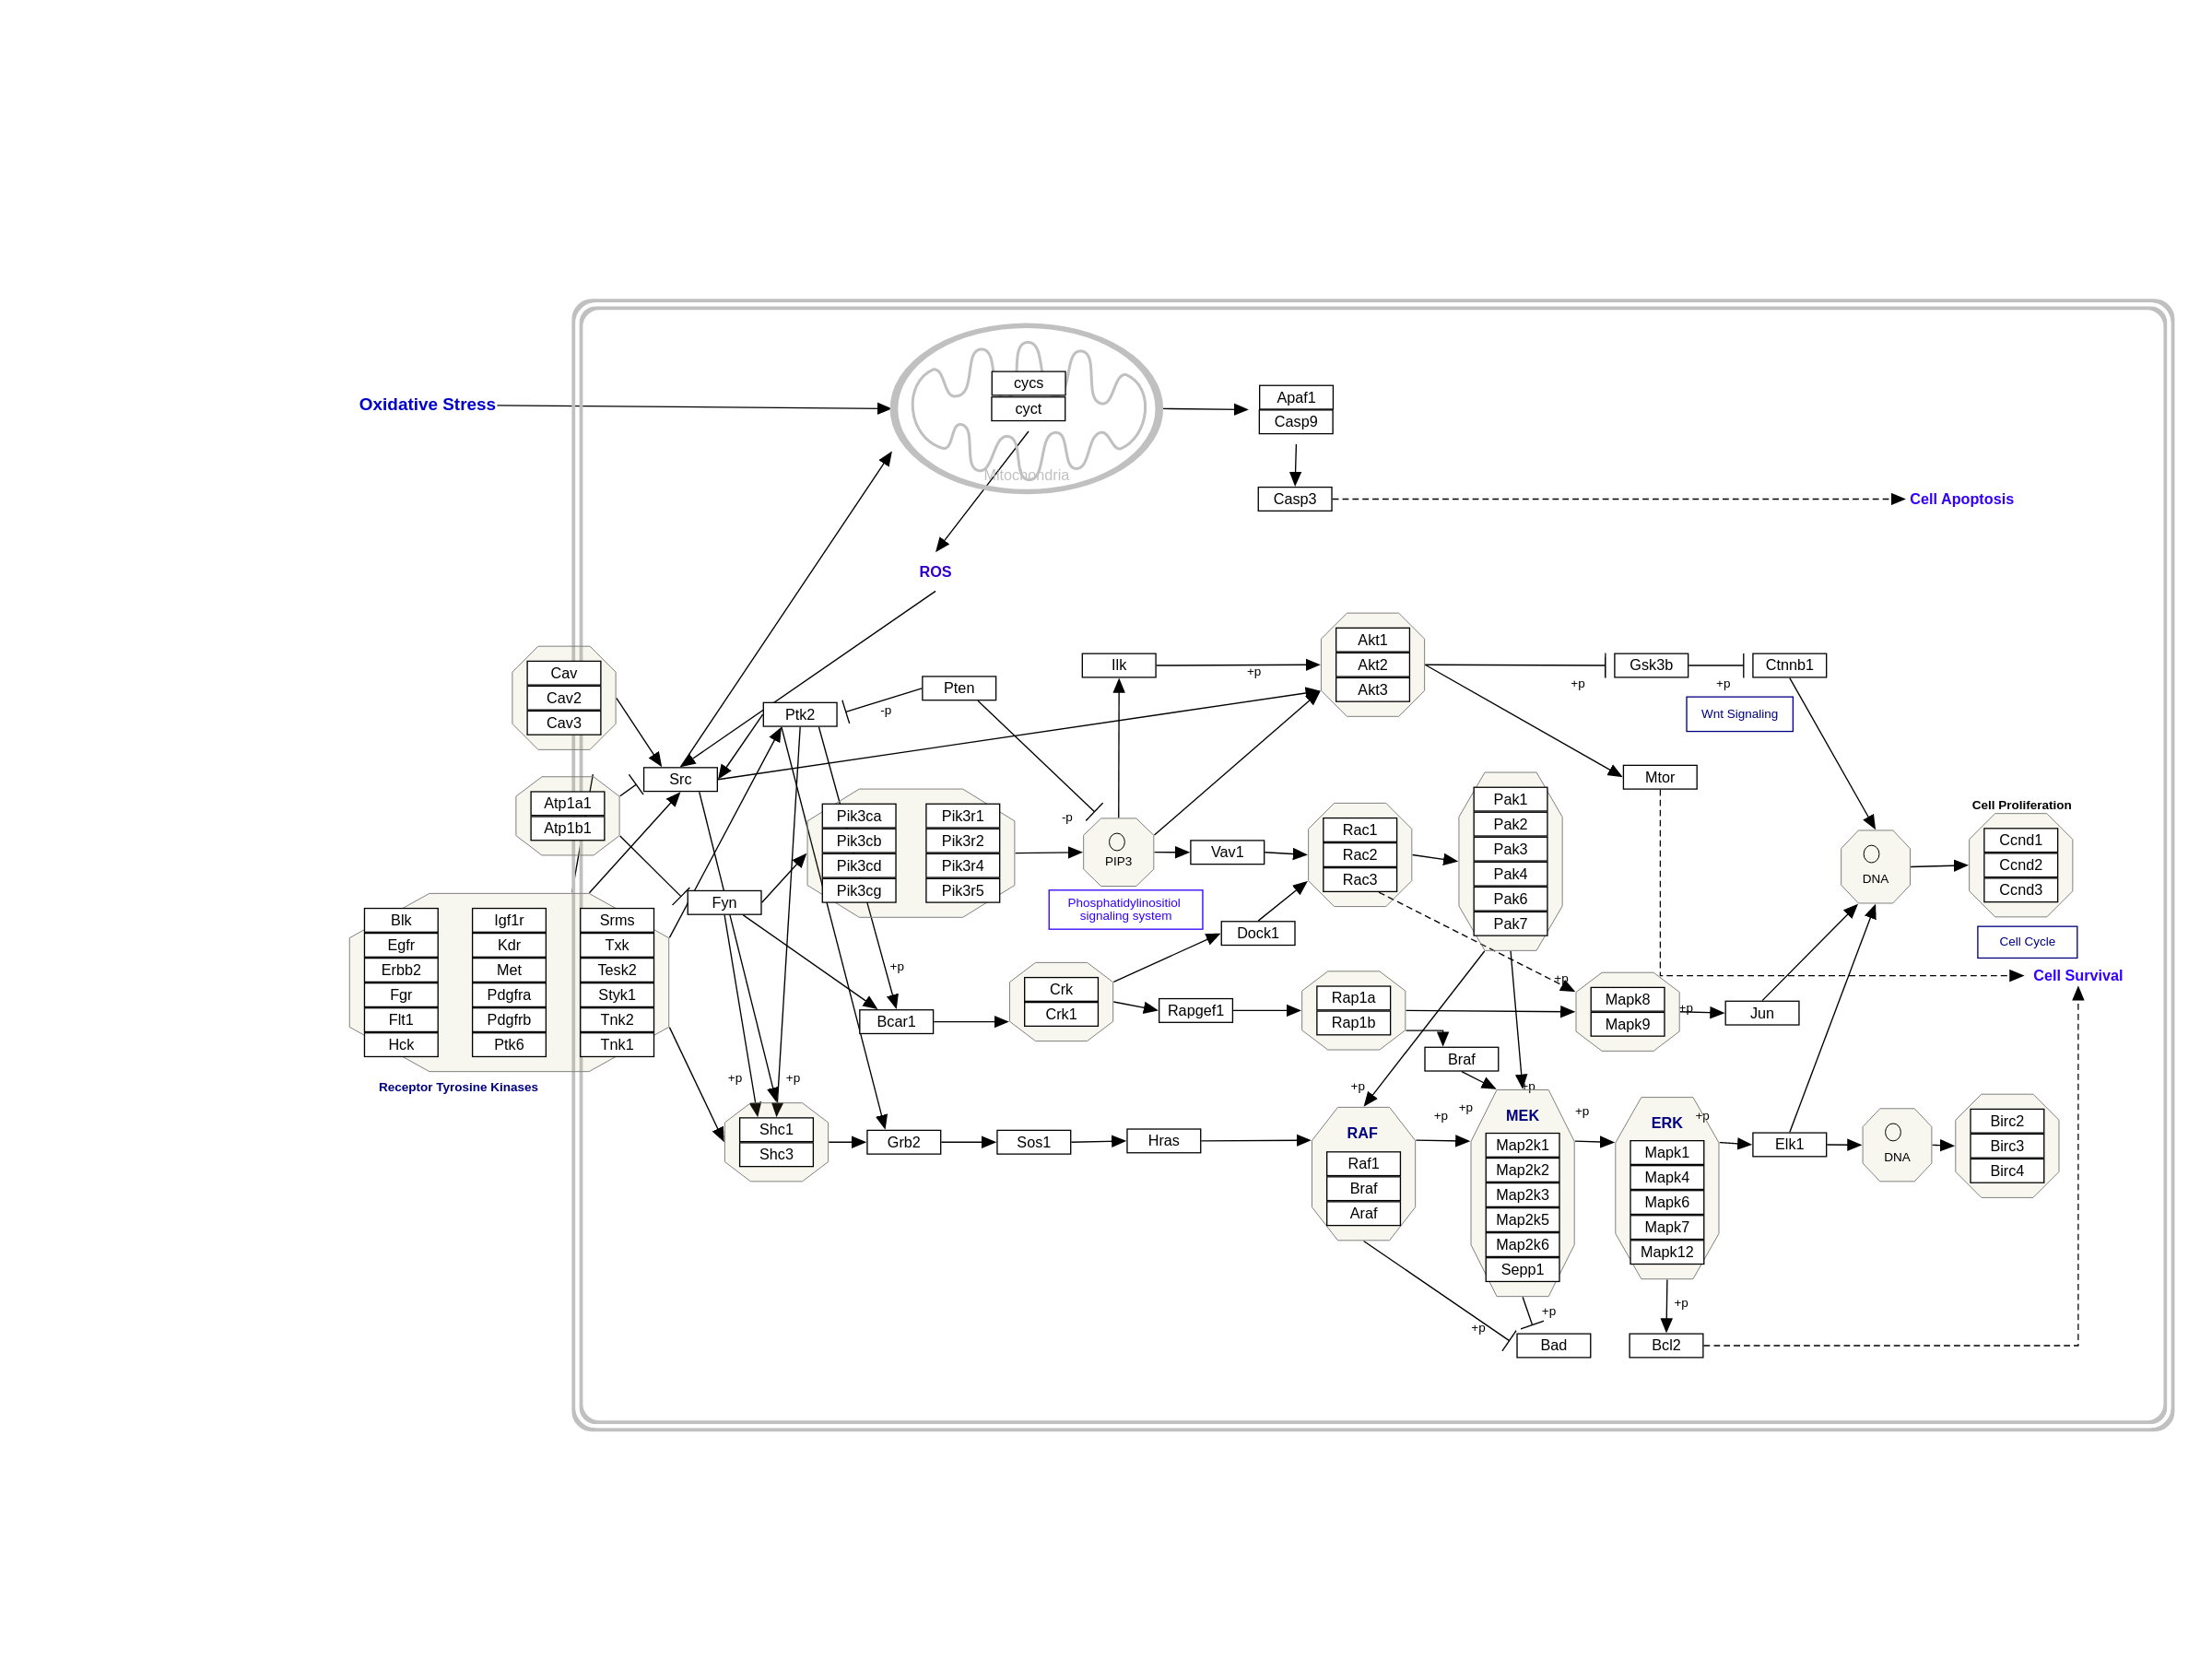 Oxidative Stress
cycs
cyct
Mitochondria
Apaf1
Casp9
Casp3
Cell Apoptosis
ROS
Cav
Cav2
Cav3
Ptk2
Pten
-p
Ilk
+p
Akt1
Akt2
Akt3
+p
Gsk3b
+p
Ctnnb1
Wnt Signaling
Src
Mtor
Atp1a1
Atp1b1
Fyn
Pik3ca
Pik3cb
Pik3cd
Pik3cg
Pik3r1
Pik3r2
Pik3r4
Pik3r5
-p
PIP3
Phosphatidylinositiol
signaling system
Vav1
Rac1
Rac2
Rac3
Pak1
Pak2
Pak3
Pak4
Pak6
Pak7
DNA
Cell Proliferation
Ccnd1
Ccnd2
Ccnd3
Cell Cycle
Cell Survival
Blk
Egfr
Erbb2
Fgr
Flt1
Hck
Igf1r
Kdr
Met
Pdgfra
Pdgfrb
Ptk6
Srms
Txk
Tesk2
Styk1
Tnk2
Tnk1
Receptor Tyrosine Kinases
+p
Bcar1
Crk
Crk1
Dock1
Rapgef1
Rap1a
Rap1b
Braf
+p
Mapk8
Mapk9
+p
Jun
+p
+p
Shc1
Shc3
Grb2
Sos1
Hras
+p
RAF
Raf1
Braf
Araf
+p
+p
+p
MEK
Map2k1
Map2k2
Map2k3
Map2k5
Map2k6
Sepp1
+p
ERK
+p
Mapk1
Mapk4
Mapk6
Mapk7
Mapk12
Elk1
DNA
Birc2
Birc3
Birc4
+p
+p
+p
Bad
Bcl2